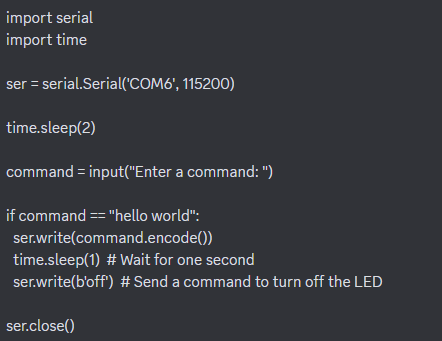 import serial
import time
ser = serial.Serial('COM6', 115200)
time.sleep(2)
command = input("Enter a command: ")
if command == "hello world":
  ser.write(command.encode())
  time.sleep(1)  # Wait for one second
  ser.write(b'off')  # Send a command to turn off the LED
ser.close()